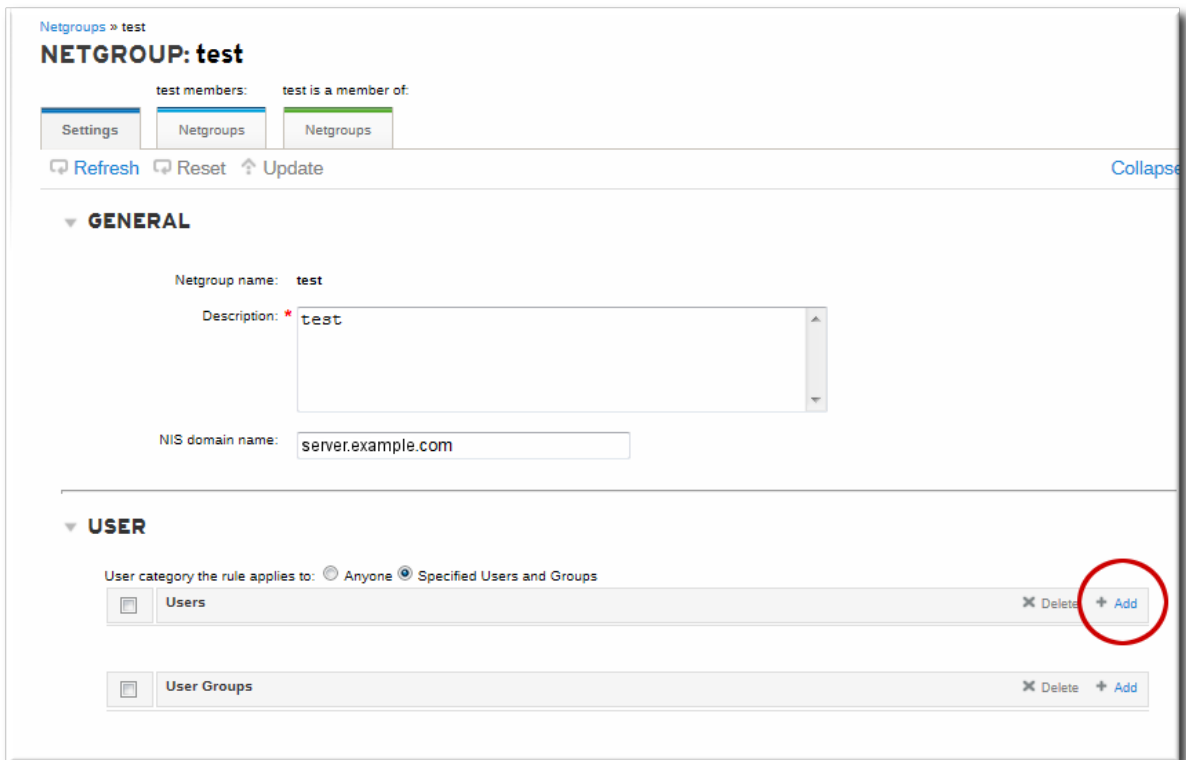 Netgroups » test
NETGROUP: test
test members: test is a member of:
Settings Netgroups Netgroups
Refresh Reset Update Collapse
GENERAL
Netgroup name: test
Description: * test
NIS domain name: server.example.com
USER
User category the rule applies to: Anyone Specified Users and Groups
Users Delete + Add
User Groups Delete + Add